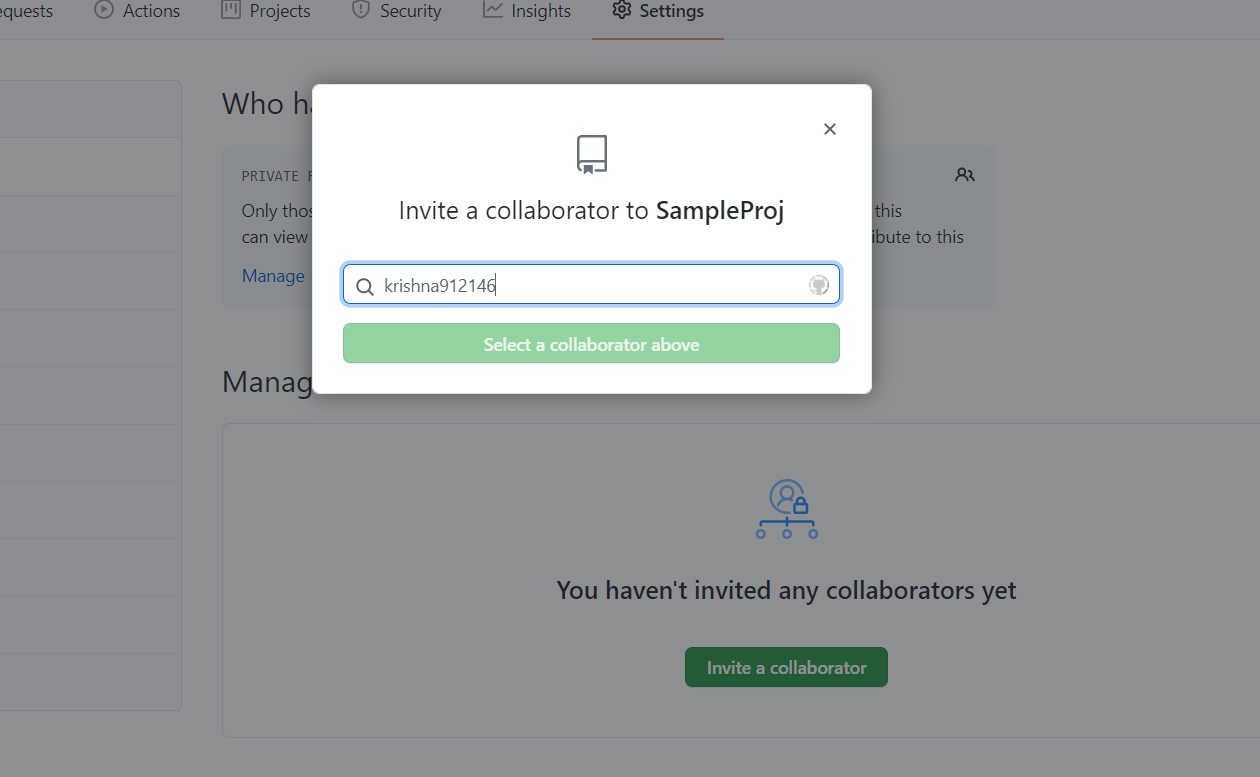 equests Actions Projects Security Insights Settings
Who ha
PRIVATE
Only thos this
can view ibute to this
Manage
Invite a collaborator to SampleProj
krishna912146
Select a collaborator above
Manag
You haven't invited any collaborators yet
Invite a collaborator